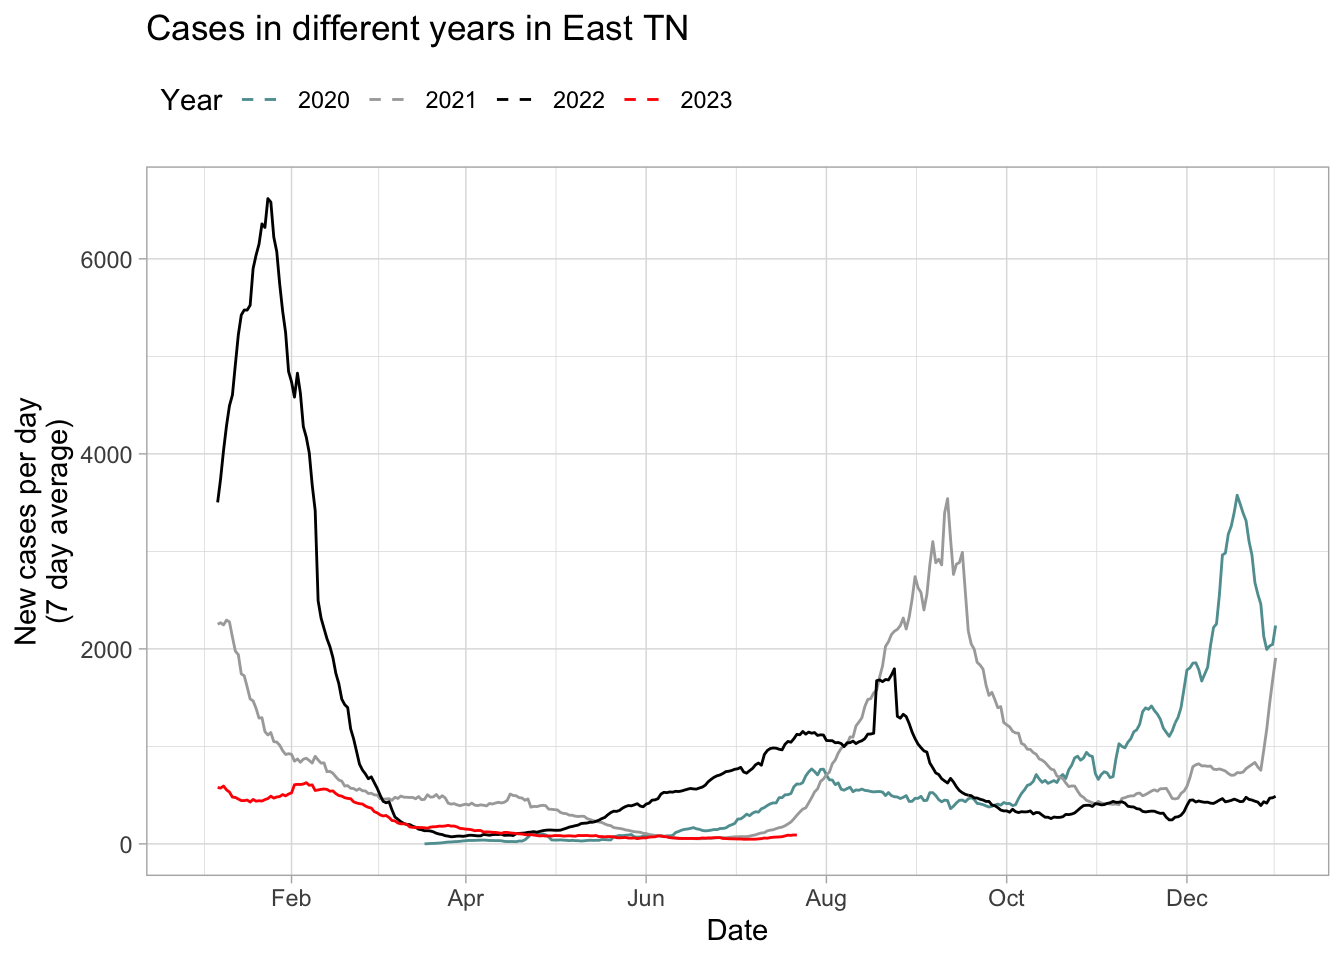 Cases in different years in East TN
Year 2020 2021 2022 2023
New cases per day
(7 day average)
6000
4000
2000
0
Feb Apr Jun Aug Oct Dec
Date